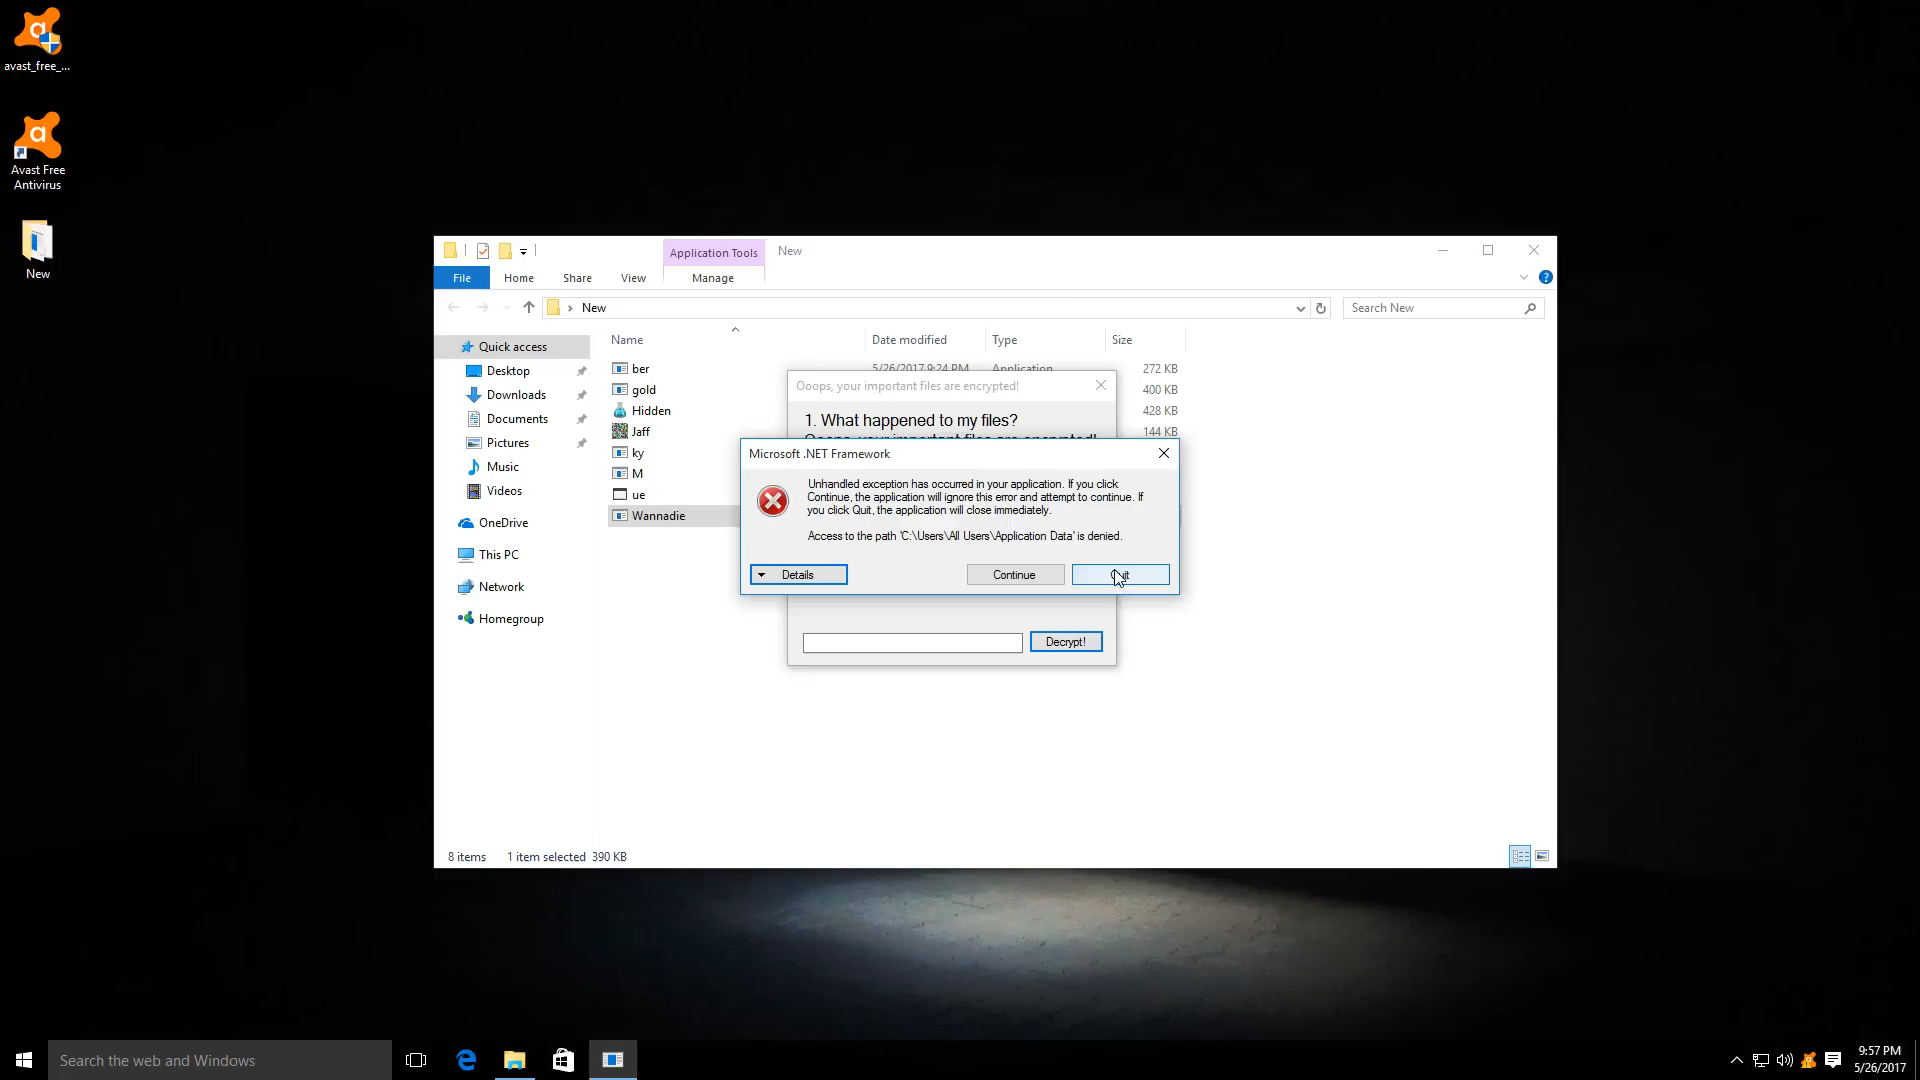 avast_free_...
Avast Free
Antivirus
New
Application Tools
New
File
Home
Share
View
Manage
New
Search New
Quick access
Desktop
Downloads
Documents
Pictures
Music
Videos
OneDrive
This PC
Network
Homegroup
Name
Date modified
Type
Size
ber
5/26/2017 9:24 PM
Application
272 KB
gold
400 KB
Hidden
428 KB
Jaff
144 KB
ky
M
ue
Wannadie
Ooops, your important files are encrypted!
1. What happened to my files?
Ooops, your important files are encrypted!
Microsoft .NET Framework
Unhandled exception has occurred in your application. If you click
Continue, the application will ignore this error and attempt to continue. If
you click Quit, the application will close immediately.
Access to the path 'C:\Users\All Users\Application Data' is denied.
Details
Continue
Quit
Decrypt!
8 items
1 item selected
390 KB
Search the web and Windows
9:57 PM
5/26/2017